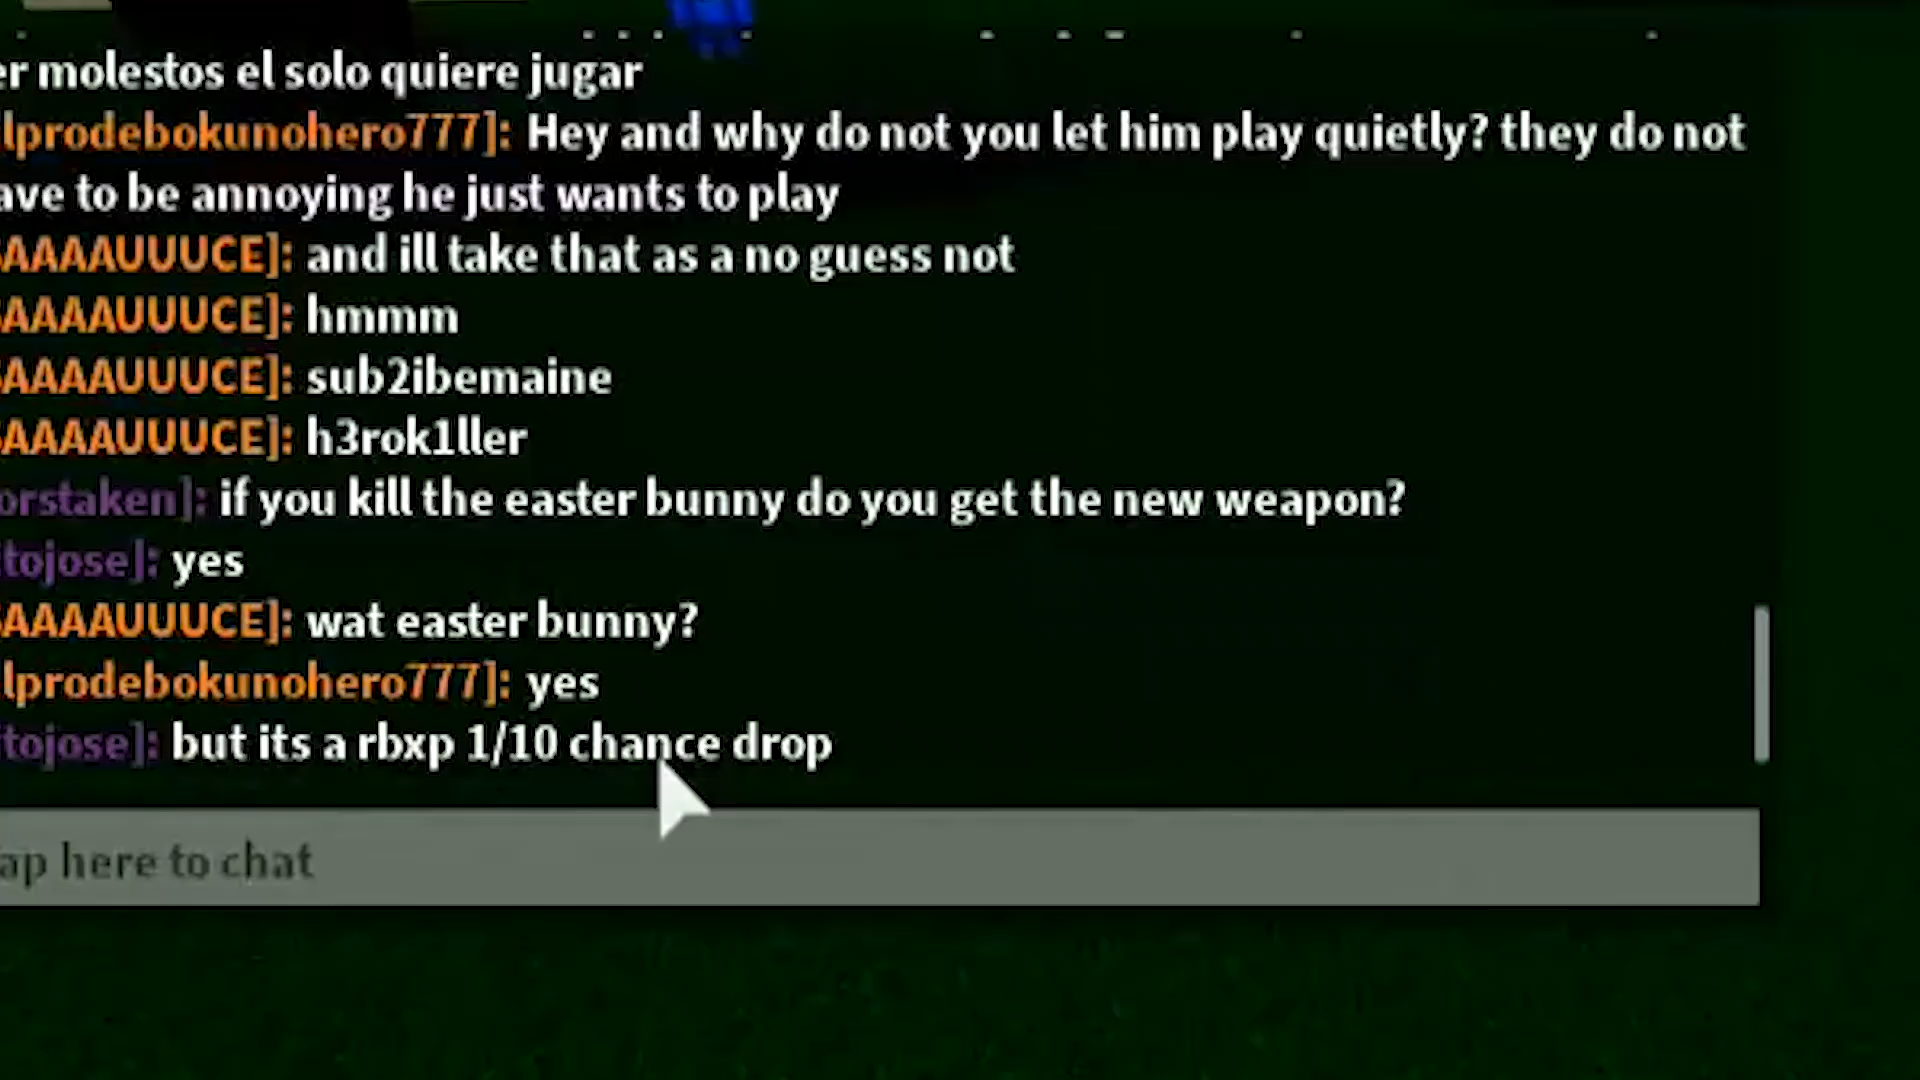 er molestos el solo quiere jugar
lprodebokunohero777]: Hey and why do not you let him play quietly? they do not
ave to be annoying he just wants to play
AAAAUUUCE]: and ill take that as a no guess not
AAAAUUUCE]: hmmm
AAAAUUUCE]: sub2ibemaine
AAAAUUUCE]: h3rok1ller
orstaken]: if you kill the easter bunny do you get the new weapon?
tojose]: yes
AAAAUUUCE]: wat easter bunny?
lprodebokunohero777]: yes
tojose]: but its a rbxp 1/10 chance drop
ap here to chat